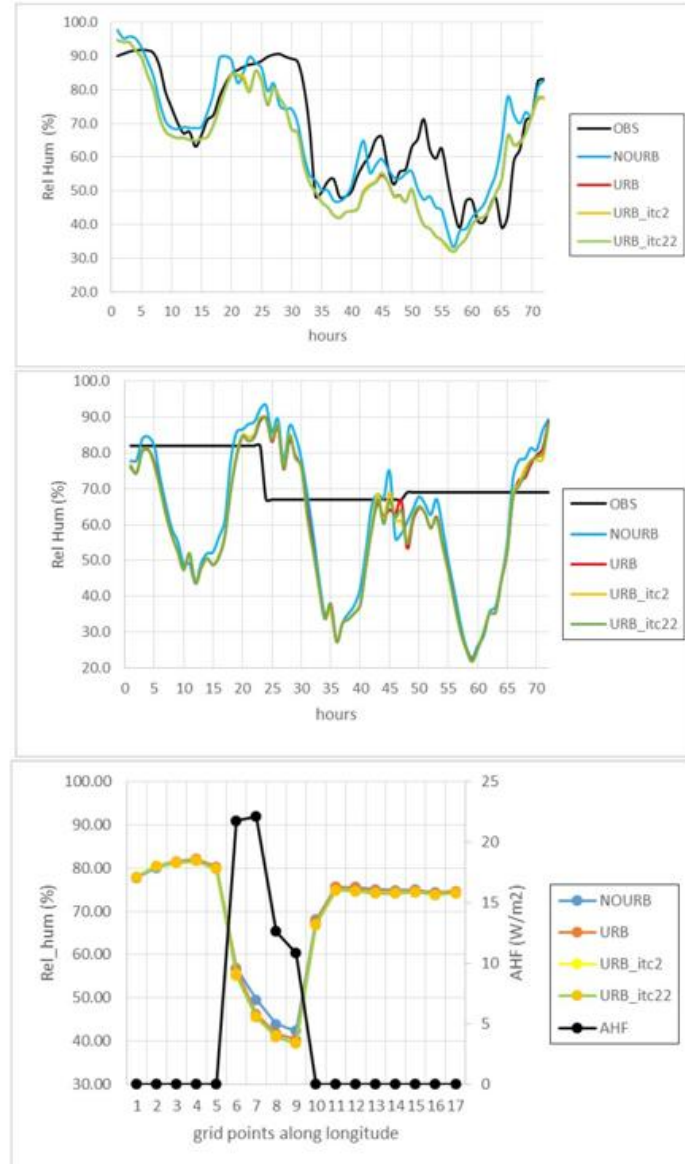 100.0
90.0
80.0
70.0
60.0
50.0
40.0
30.0
20.0
Rel Hum (%)
0 5 10 15 20 25 30 35 40 45 50 55 60 65 70
hours
OBS
NOURB
URB
URB_itc2
URB_itc22
100.0
90.0
80.0
70.0
60.0
50.0
40.0
30.0
20.0
Rel Hum (%)
0 5 10 15 20 25 30 35 40 45 50 55 60 65 70
hours
OBS
NOURB
URB
URB_itc2
URB_itc22
100.00
90.00
80.00
70.00
60.00
50.00
40.00
30.00
Rel_hum (%)
25
20
15
10
5
0
AHF (W/m2)
1 2 3 4 5 6 7 8 9 10 11 12 13 14 15 16 17
grid points along longitude
NOURB
URB
URB_itc2
URB_itc22
AHF